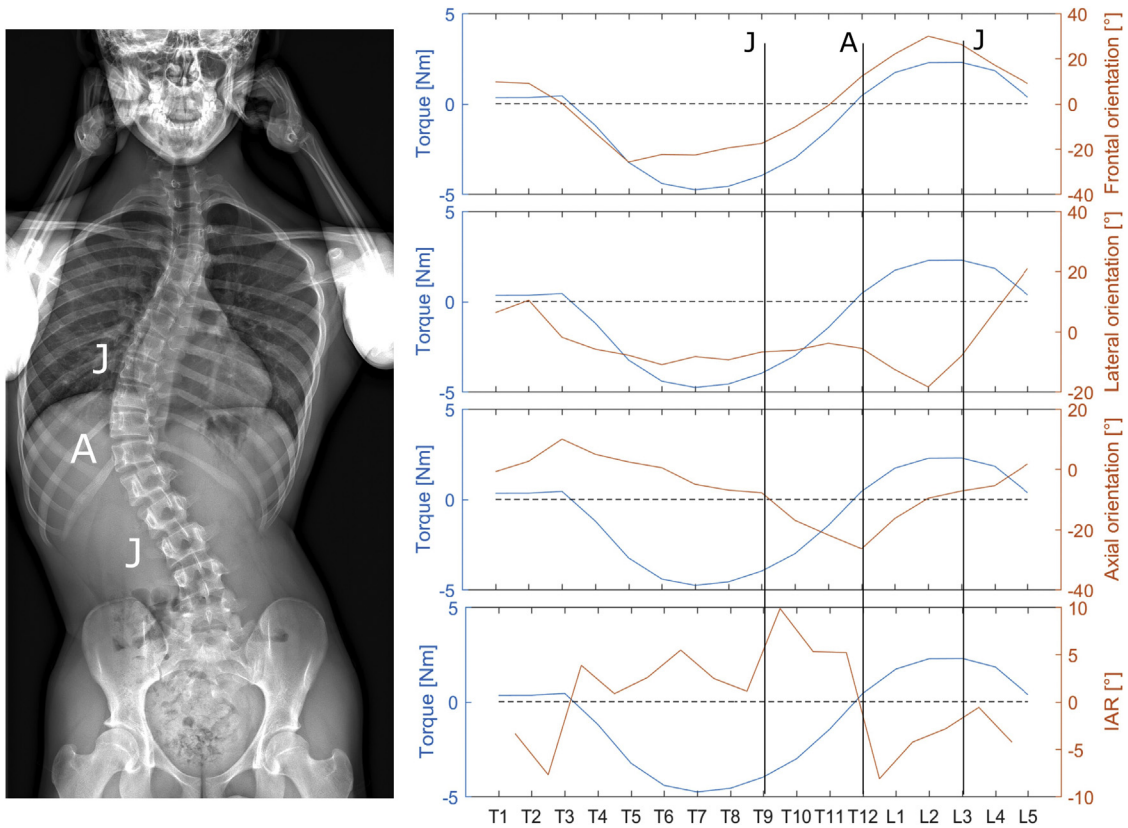 J
A
J
J A J
5
0
-5
Torque [Nm]
40
20
0
-20
-40
Frontal orientation [°]
5
0
-5
Torque [Nm]
40
20
0
-20
Lateral orientation [°]
5
0
-5
Torque [Nm]
20
0
-20
-40
Axial orientation [°]
5
0
-5
Torque [Nm]
10
5
0
-5
-10
IAR [°]
T1 T2 T3 T4 T5 T6 T7 T8 T9 T10 T11 T12 L1 L2 L3 L4 L5